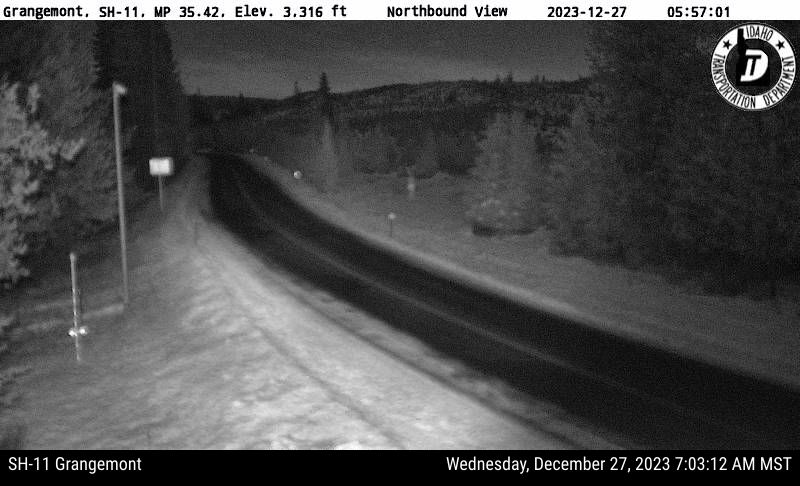 Grangemont, SH-11, MP 35.42, Elev. 3,316 ft Northbound View 2023-12-27 05:57:01
IDAHO
TRANSPORTATION DEPARTMENT
SH-11 Grangemont Wednesday, December 27, 2023 7:03:12 AM MST